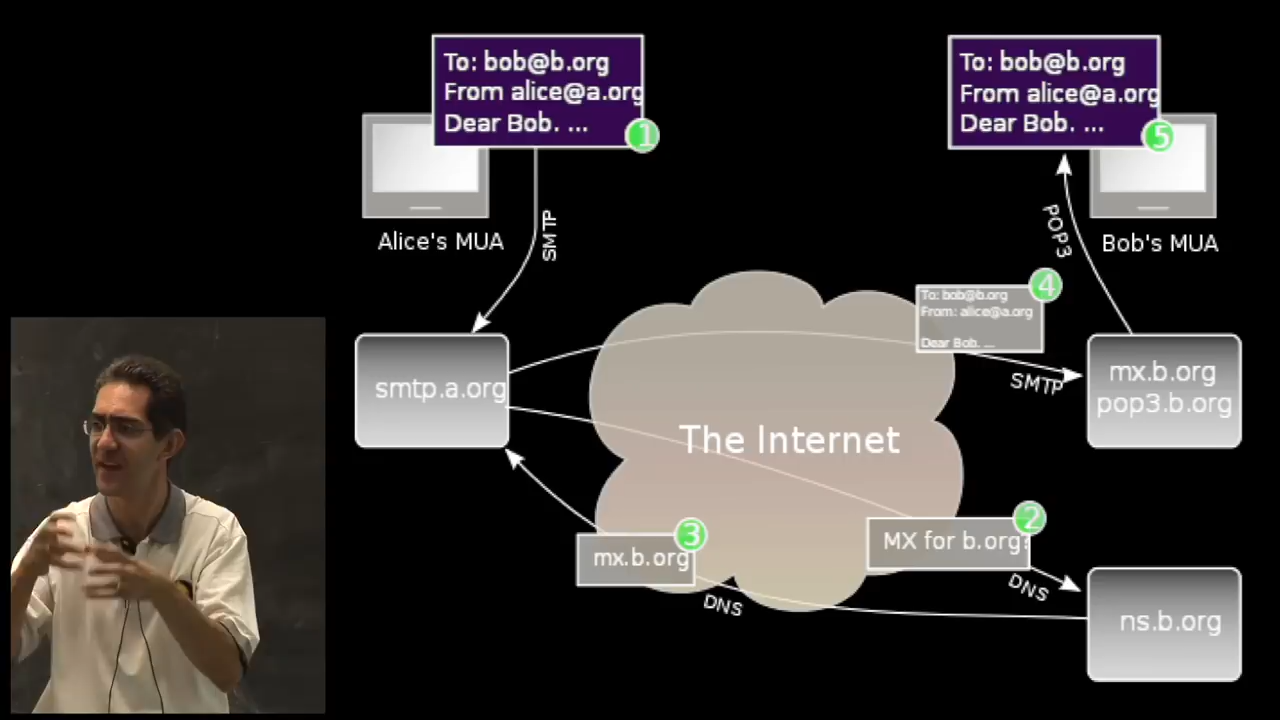 To: bob@b.org
From alice@a.org
Dear Bob. ...
1
Alice's MUA
SMTP
To: bob@b.org
From alice@a.org
Dear Bob. ...
5
Bob's MUA
POP3
To: bob@b.org
From: alice@a.org
Dear Bob. ...
4
SMTP
smtp.a.org
mx.b.org
pop3.b.org
The Internet
MX for b.org?
2
DNS
mx.b.org
3
DNS
ns.b.org